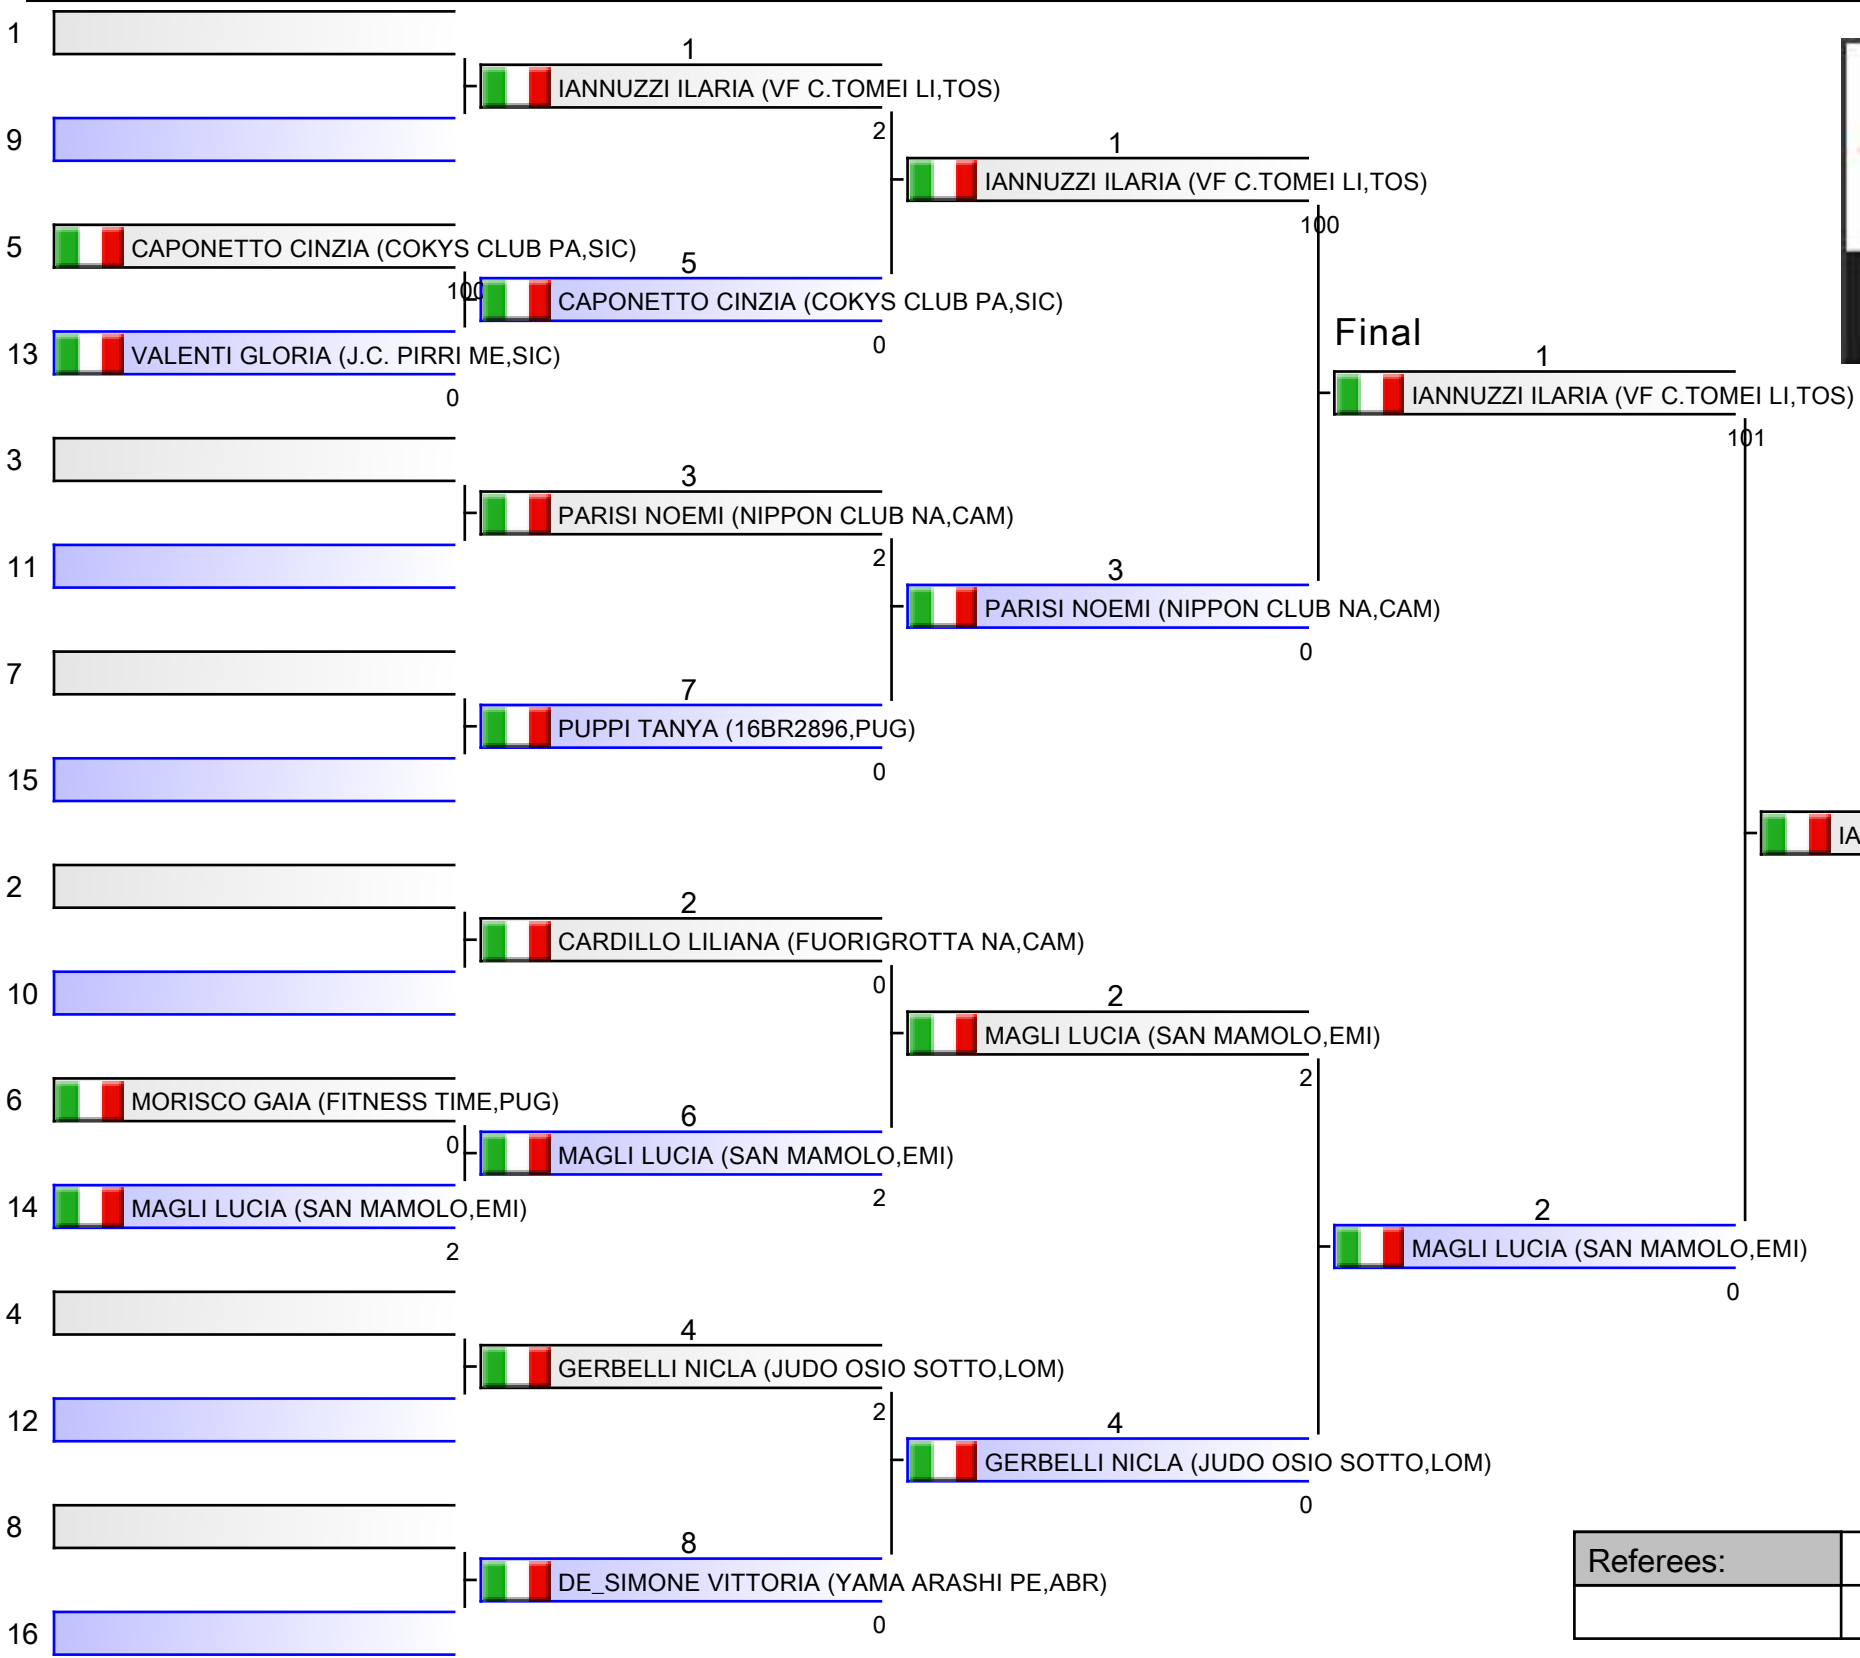 1
1
IANNUZZI ILARIA (VF C.TOMEI LI,TOS)
2
9
1
IANNUZZI ILARIA (VF C.TOMEI LI,TOS)
100
5
CAPONETTO CINZIA (COKYS CLUB PA,SIC)
100
5
CAPONETTO CINZIA (COKYS CLUB PA,SIC)
0
13
VALENTI GLORIA (J.C. PIRRI ME,SIC)
0
Final
1
IANNUZZI ILARIA (VF C.TOMEI LI,TOS)
101
3
3
PARISI NOEMI (NIPPON CLUB NA,CAM)
2
11
3
PARISI NOEMI (NIPPON CLUB NA,CAM)
0
7
7
PUPPI TANYA (16BR2896,PUG)
0
15
IA
2
2
CARDILLO LILIANA (FUORIGROTTA NA,CAM)
0
10
2
MAGLI LUCIA (SAN MAMOLO,EMI)
2
6
MORISCO GAIA (FITNESS TIME,PUG)
0
6
MAGLI LUCIA (SAN MAMOLO,EMI)
2
14
MAGLI LUCIA (SAN MAMOLO,EMI)
2
2
MAGLI LUCIA (SAN MAMOLO,EMI)
0
4
4
GERBELLI NICLA (JUDO OSIO SOTTO,LOM)
2
12
4
GERBELLI NICLA (JUDO OSIO SOTTO,LOM)
0
8
8
DE_SIMONE VITTORIA (YAMA ARASHI PE,ABR)
0
16
Referees: